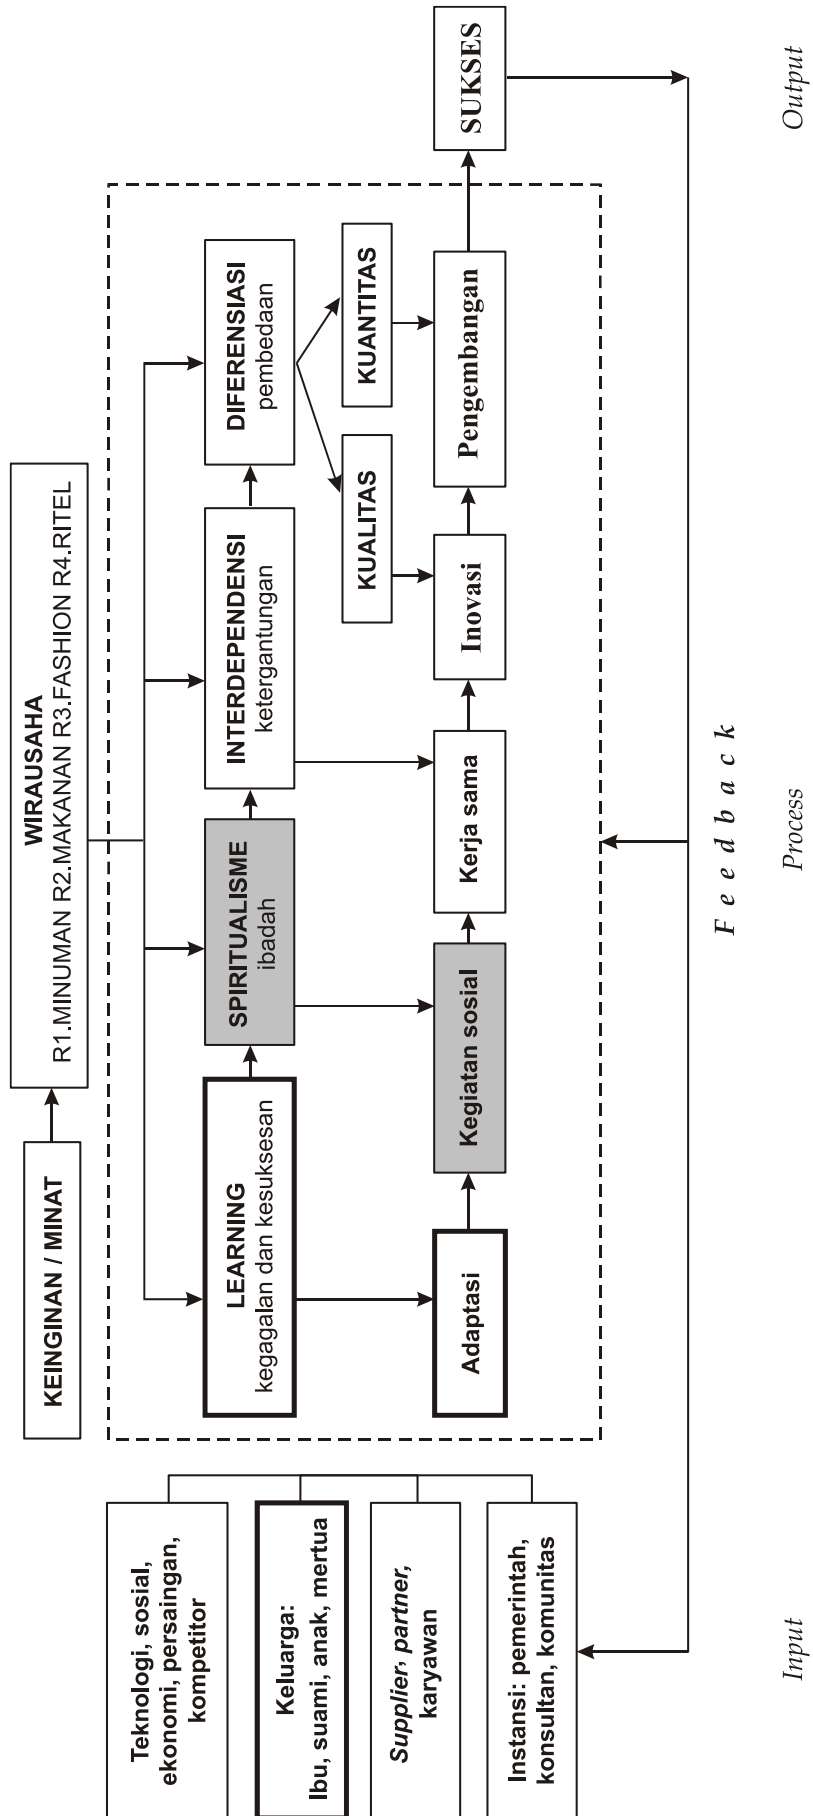 KEINGINAN / MINAT
WIRAUSAHA
R1.MINUMAN R2.MAKANAN R3.FASHION R4.RITEL
Teknologi, sosial,
ekonomi, persaingan,
kompetitor
Keluarga:
Ibu, suami, anak, mertua
Supplier, partner,
karyawan
Instansi: pemerintah,
konsultan, komunitas
LEARNING
kegagalan dan kesuksesan
SPIRITUALISME
ibadah
INTERDEPENDENSI
ketergantungan
DIFERENSIASI
pembedaan
KUALITAS
KUANTITAS
Adaptasi
Kegiatan sosial
Kerja sama
Inovasi
Pengembangan
SUKSES
Feedback
Input
Process
Output